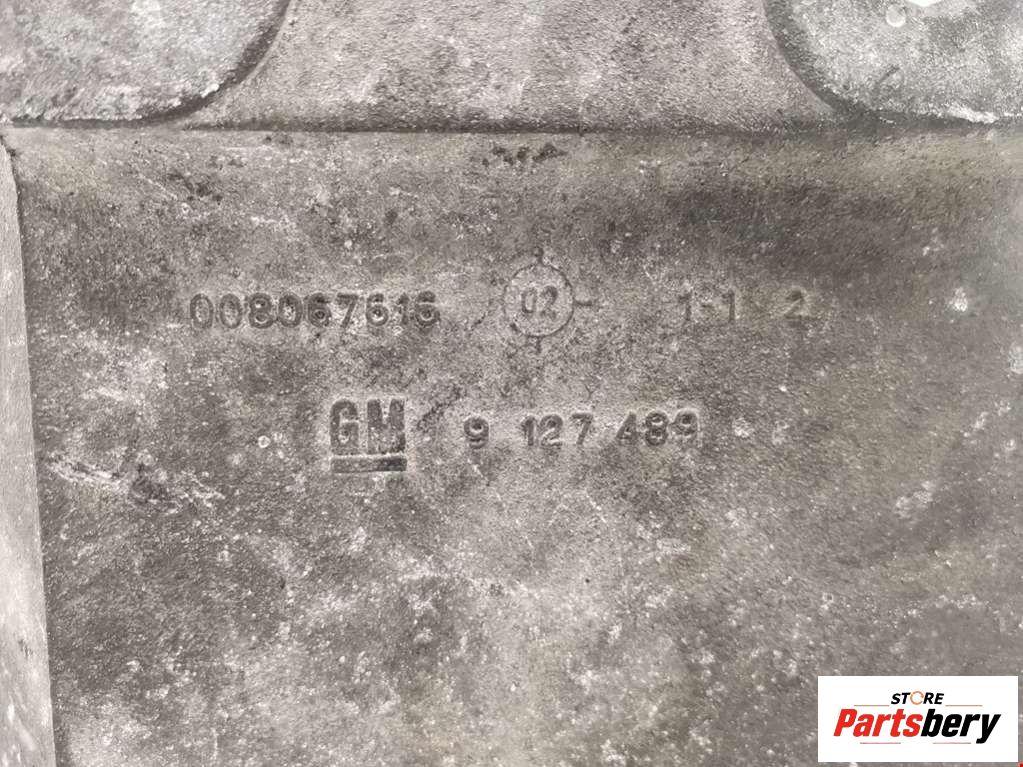 008067616 02 1-1 2
GM 9 127 489
STORE
Partsbery